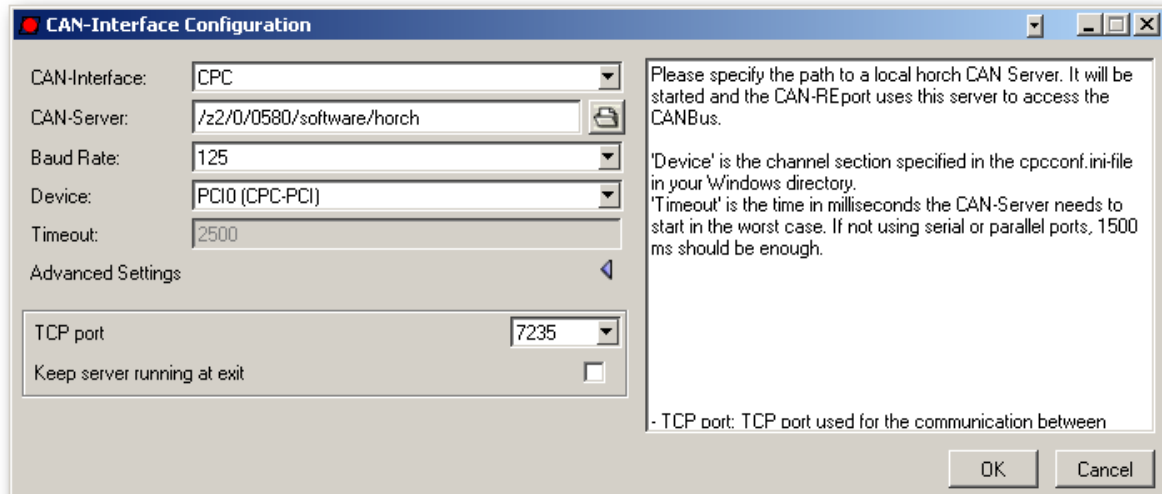 CAN-Interface Configuration
CAN-Interface: CPC
CAN-Server: /z2/0/0580/software/horch
Baud Rate: 125
Device: PCI0 (CPC-PCI)
Timeout: 2500
Advanced Settings
TCP port 7235
Keep server running at exit
Please specify the path to a local horch CAN Server. It will be
started and the CAN-REport uses this server to access the
CANBus.
'Device' is the channel section specified in the cpcconf.ini-file
in your Windows directory.
'Timeout' is the time in milliseconds the CAN-Server needs to
start in the worst case. If not using serial or parallel ports, 1500
ms should be enough.
- TCP port: TCP port used for the communication between
OK Cancel